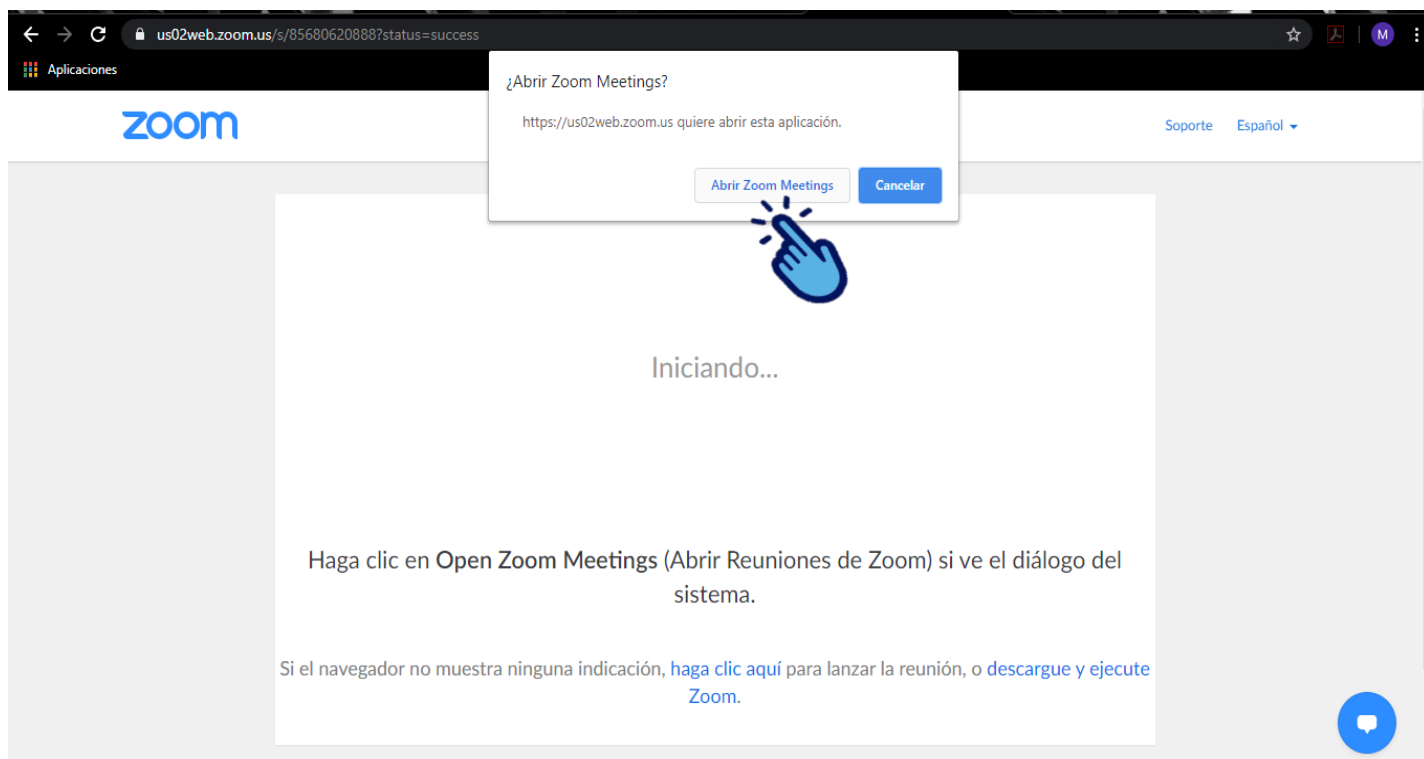 us02web.zoom.us/s/85680620888?status=success
M
Aplicaciones
¿Abrir Zoom Meetings?
https://us02web.zoom.us quiere abrir esta aplicación.
Abrir Zoom Meetings
Cancelar
zoom
Soporte
Español
Iniciando...
Haga clic en Open Zoom Meetings (Abrir Reuniones de Zoom) si ve el diálogo del
sistema.
Si el navegador no muestra ninguna indicación, haga clic aquí para lanzar la reunión, o descargue y ejecute
Zoom.